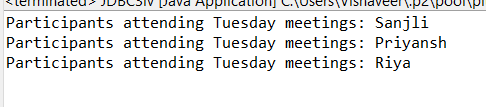 <terminated> JDBCSiv [Java Application] C:\Users\Vishaveer\.p2\pool\pl
Participants attending Tuesday meetings: Sanjli
Participants attending Tuesday meetings: Priyansh
Participants attending Tuesday meetings: Riya